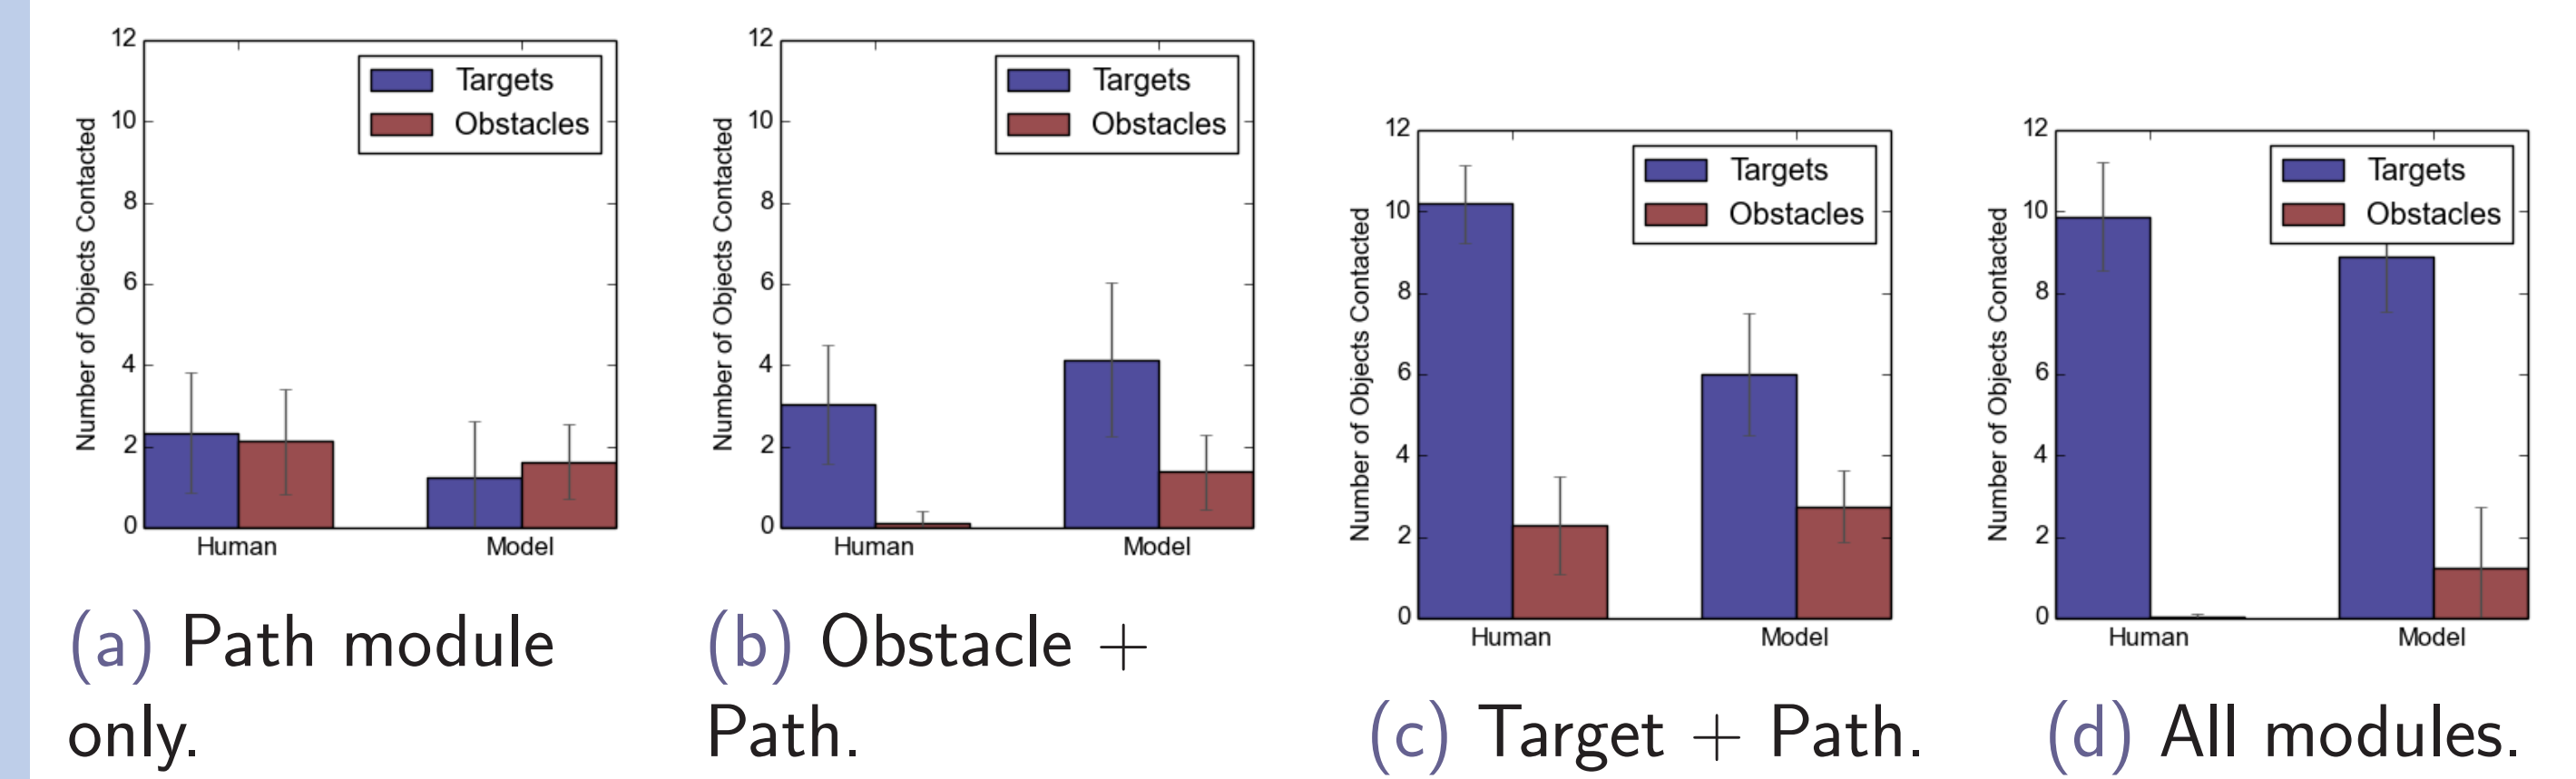 12
10
8
6
4
2
0
Number of Objects Contacted
Targets
Obstacles
Human Model
(a) Path module
only.
12
10
8
6
4
2
0
Number of Objects Contacted
Targets
Obstacles
Human Model
(b) Obstacle +
Path.
12
10
8
6
4
2
0
Number of Objects Contacted
Targets
Obstacles
Human Model
(c) Target + Path.
12
10
8
6
4
2
0
Number of Objects Contacted
Targets
Obstacles
Human Model
(d) All modules.